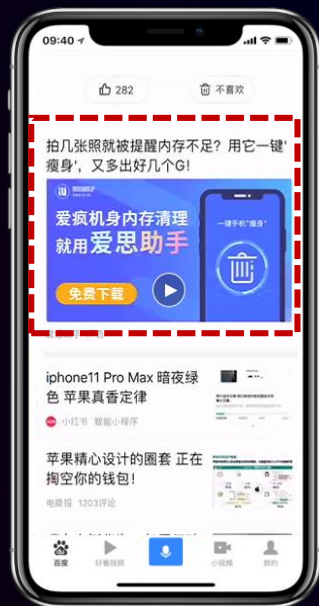 09:40
282
不喜欢
拍几张照就被提醒内存不足？用它一键'
瘦身'，又多出好几个G!
爱疯机身内存清理
就用爱思助手
一键手机"瘦身"
免费下载
iphone11 Pro Max 暗夜绿
色 苹果真香定律
小红书 智能小程序
苹果精心设计的圈套 正在
掏空你的钱包！
电商报 1203评论
百度
好看视频
小视频
我的